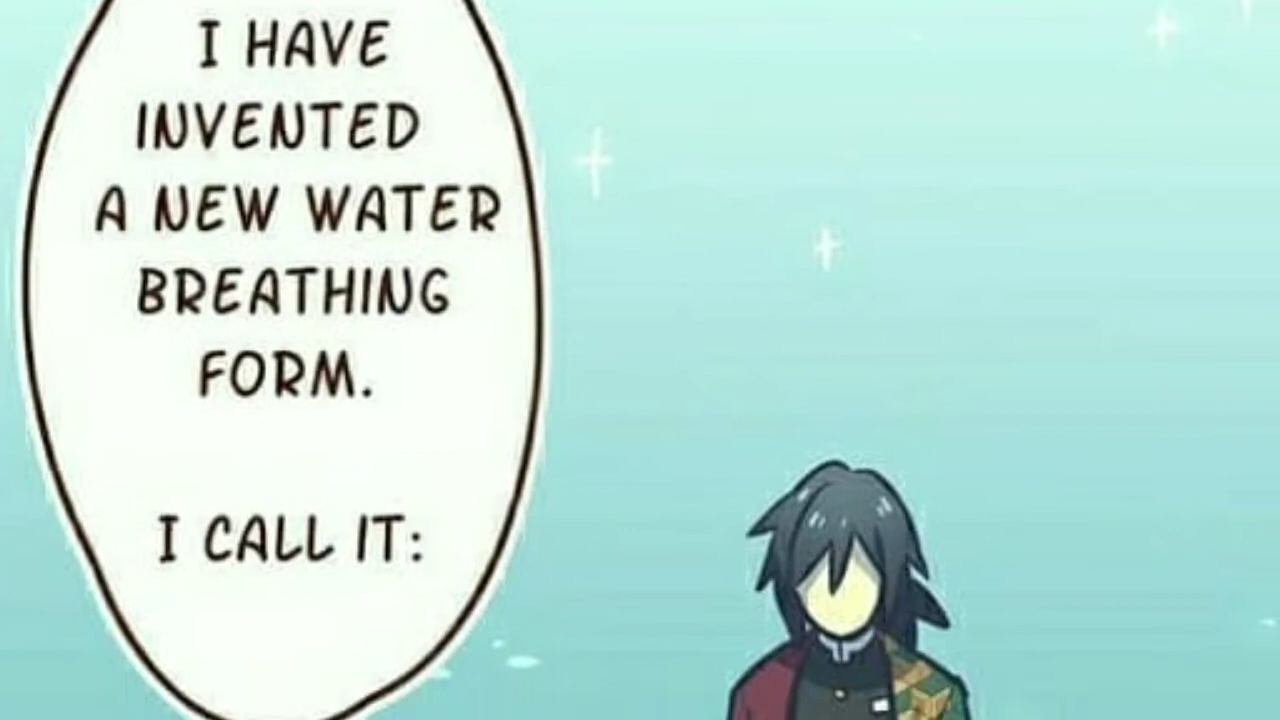 I HAVE
INVENTED
A NEW WATER
BREATHING
FORM.
I CALL IT: